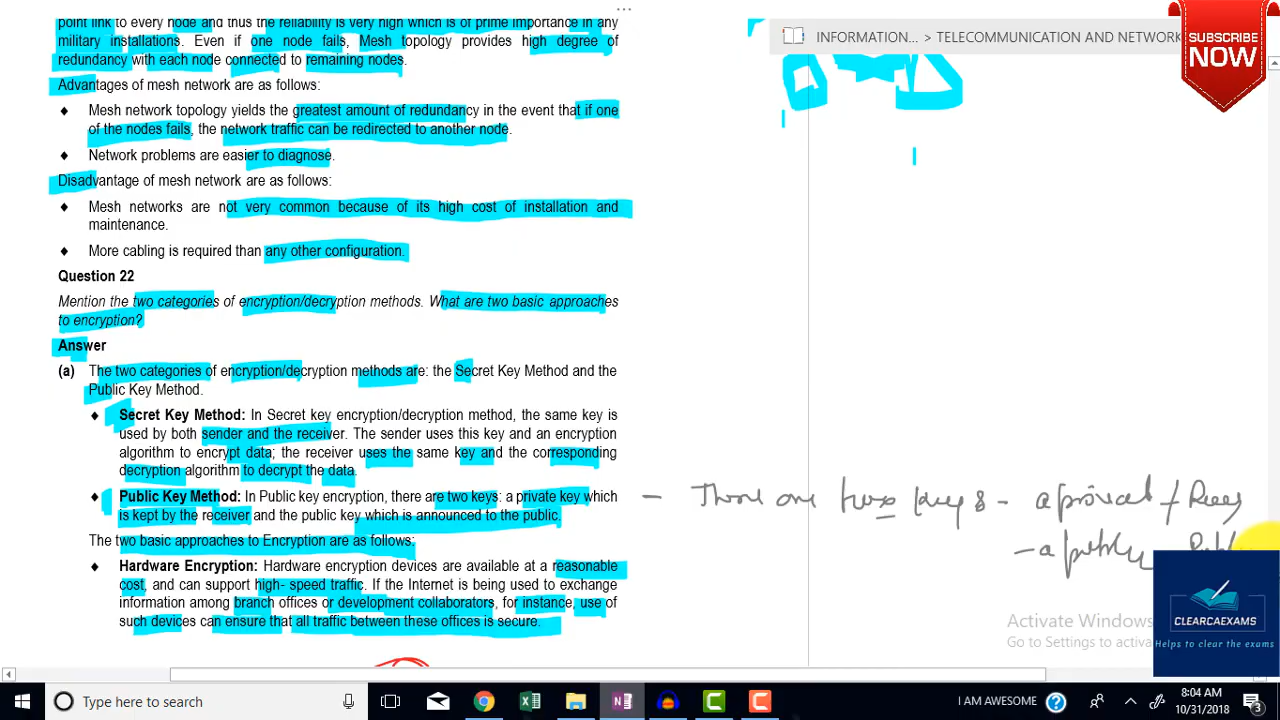 point link to every node and thus the reliability is very high which is of prime importance in any
military installations. Even if one node fails, Mesh topology provides high degree of
redundancy with each node connected to remaining nodes.
Advantages of mesh network are as follows:
♦ Mesh network topology yields the greatest amount of redundancy in the event that if one
of the nodes fails, the network traffic can be redirected to another node.
♦ Network problems are easier to diagnose.
Disadvantage of mesh network are as follows:
♦ Mesh networks are not very common because of its high cost of installation and
maintenance.
♦ More cabling is required than any other configuration.
Question 22
Mention the two categories of encryption/decryption methods. What are two basic approaches
to encryption?
Answer
(a) The two categories of encryption/decryption methods are: the Secret Key Method and the
Public Key Method.
♦ Secret Key Method: In Secret key encryption/decryption method, the same key is
used by both sender and the receiver. The sender uses this key and an encryption
algorithm to encrypt data; the receiver uses the same key and the corresponding
decryption algorithm to decrypt the data.
♦ Public Key Method: In Public key encryption, there are two keys: a private key which
is kept by the receiver and the public key which is announced to the public.
The two basic approaches to Encryption are as follows:
♦ Hardware Encryption: Hardware encryption devices are available at a reasonable
cost, and can support high- speed traffic. If the Internet is being used to exchange
information among branch offices or development collaborators, for instance, use of
such devices can ensure that all traffic between these offices is secure.
INFORMATION... > TELECOMMUNICATION AND NETWORK
SUBSCRIBE
NOW
two keys - a
- a public
Activate Windows
Go to Settings to activa
CLEARCAEXAMS
Helps to clear the exams
Type here to search
I AM AWESOME
8:04 AM
10/31/2018
3